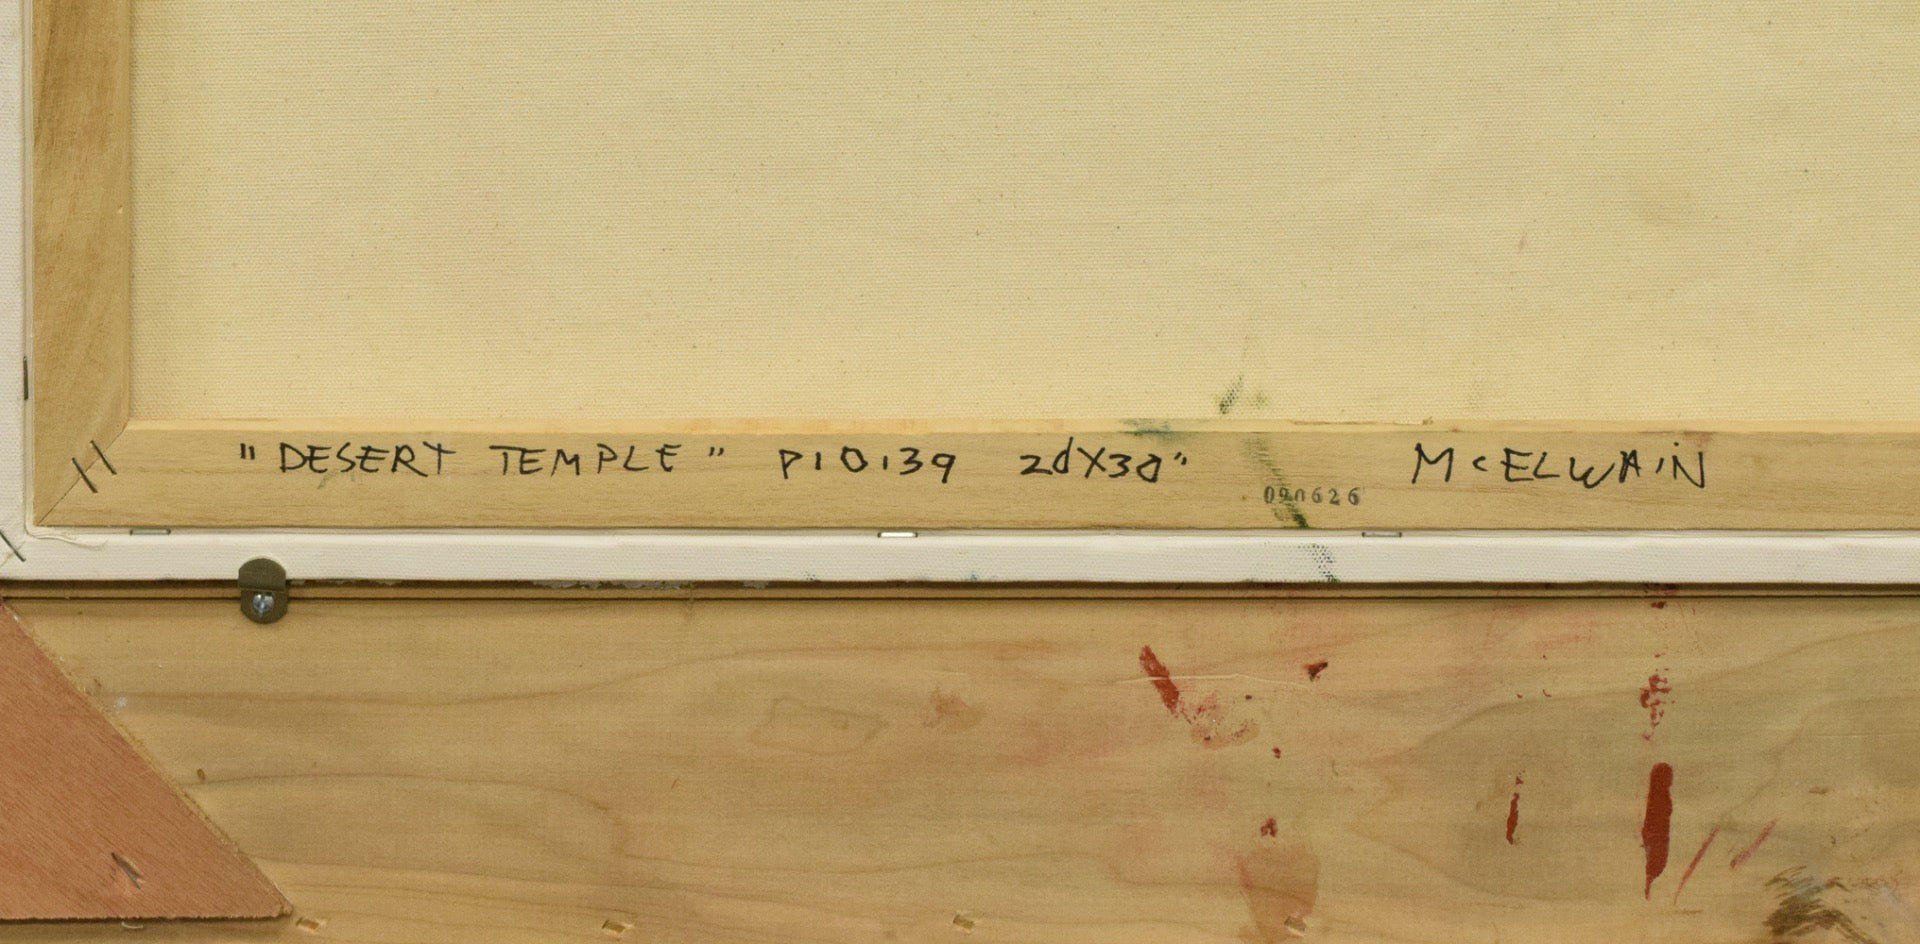 "DESERT TEMPLE" P10139 20X30" McELWAIN
090626